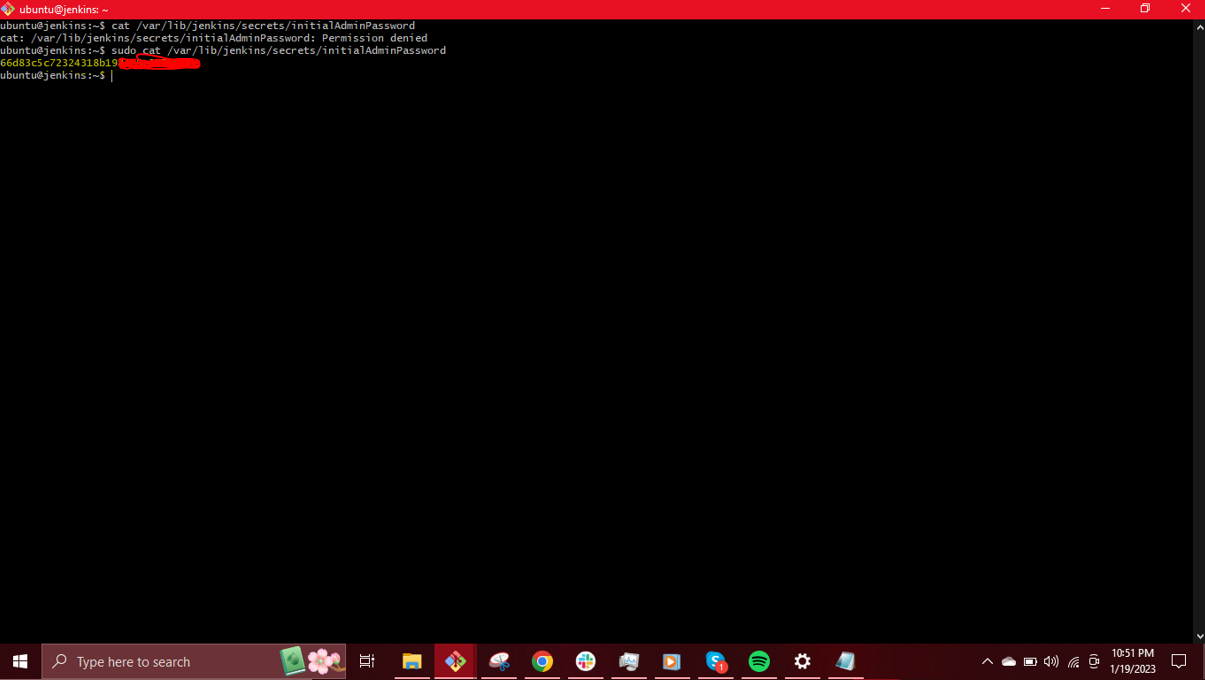 ubuntu@jenkins: ~
ubuntu@jenkins:~$ cat /var/lib/jenkins/secrets/initialAdminPassword
cat: /var/lib/jenkins/secrets/initialAdminPassword: Permission denied
ubuntu@jenkins:~$ sudo cat /var/lib/jenkins/secrets/initialAdminPassword
66d83c5c72324318b19
ubuntu@jenkins:~$
Type here to search
1
10:51 PM
1/19/2023